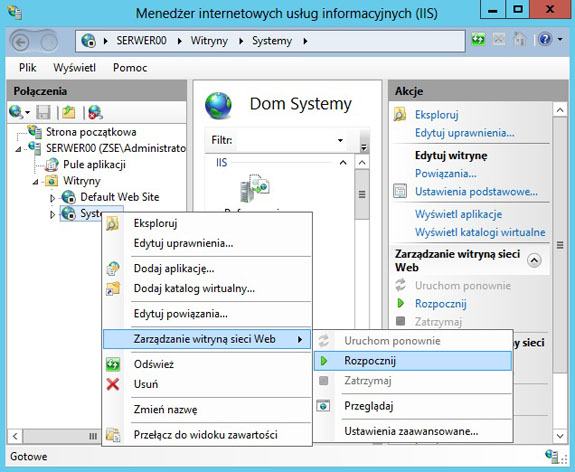 Menedżer internetowych usług informacyjnych (IIS)
SERWER00 Witryny Systemy
Plik Wyświetl Pomoc
Połączenia
Strona początkowa
SERWER00 (ZSE\Administrato
Pule aplikacji
Witryny
Default Web Site
Syste
Dom Systemy
Filtr:
IIS
Akcje
Eksploruj
Edytuj uprawnienia...
Edytuj witrynę
Powiązania...
Ustawienia podstawowe...
Wyświetl aplikacje
Wyświetl katalogi wirtualne
Zarządzanie witryną sieci
Web
Uruchom ponownie
Rozpocznij
Zatrzymaj
ny sieci
Eksploruj
Edytuj uprawnienia...
Dodaj aplikację...
Dodaj katalog wirtualny...
Edytuj powiązania...
Zarządzanie witryną sieci Web
Odśwież
Usuń
Zmień nazwę
Przełącz do widoku zawartości
Uruchom ponownie
Rozpocznij
Zatrzymaj
Przeglądaj
Ustawienia zaawansowane...
Gotowe